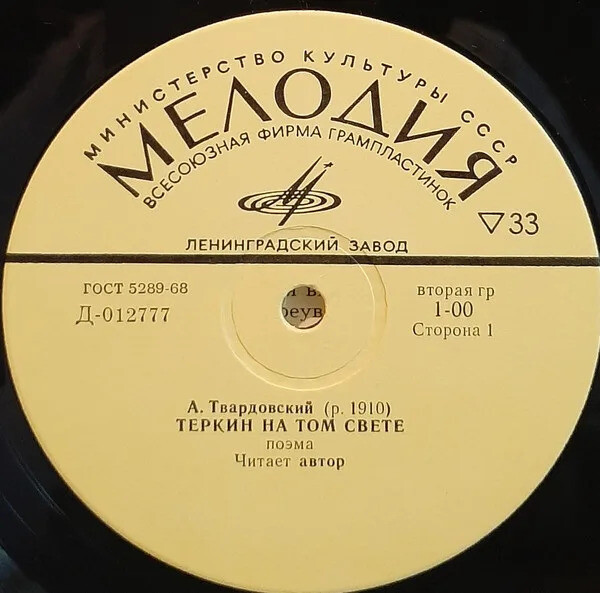 МИНИСТЕРСТВО КУЛЬТУРЫ СССР
МЕЛОДИЯ
ВСЕСОЮЗНАЯ ФИРМА ГРАМПЛАСТИНОК
33
ЛЕНИНГРАДСКИЙ ЗАВОД
ГОСТ 5289-68
Д-012777
вторая гр
1-00
Сторона 1
А. Твардовский (р. 1910)
ТЕРКИН НА ТОМ СВЕТЕ
поэма
Читает автор